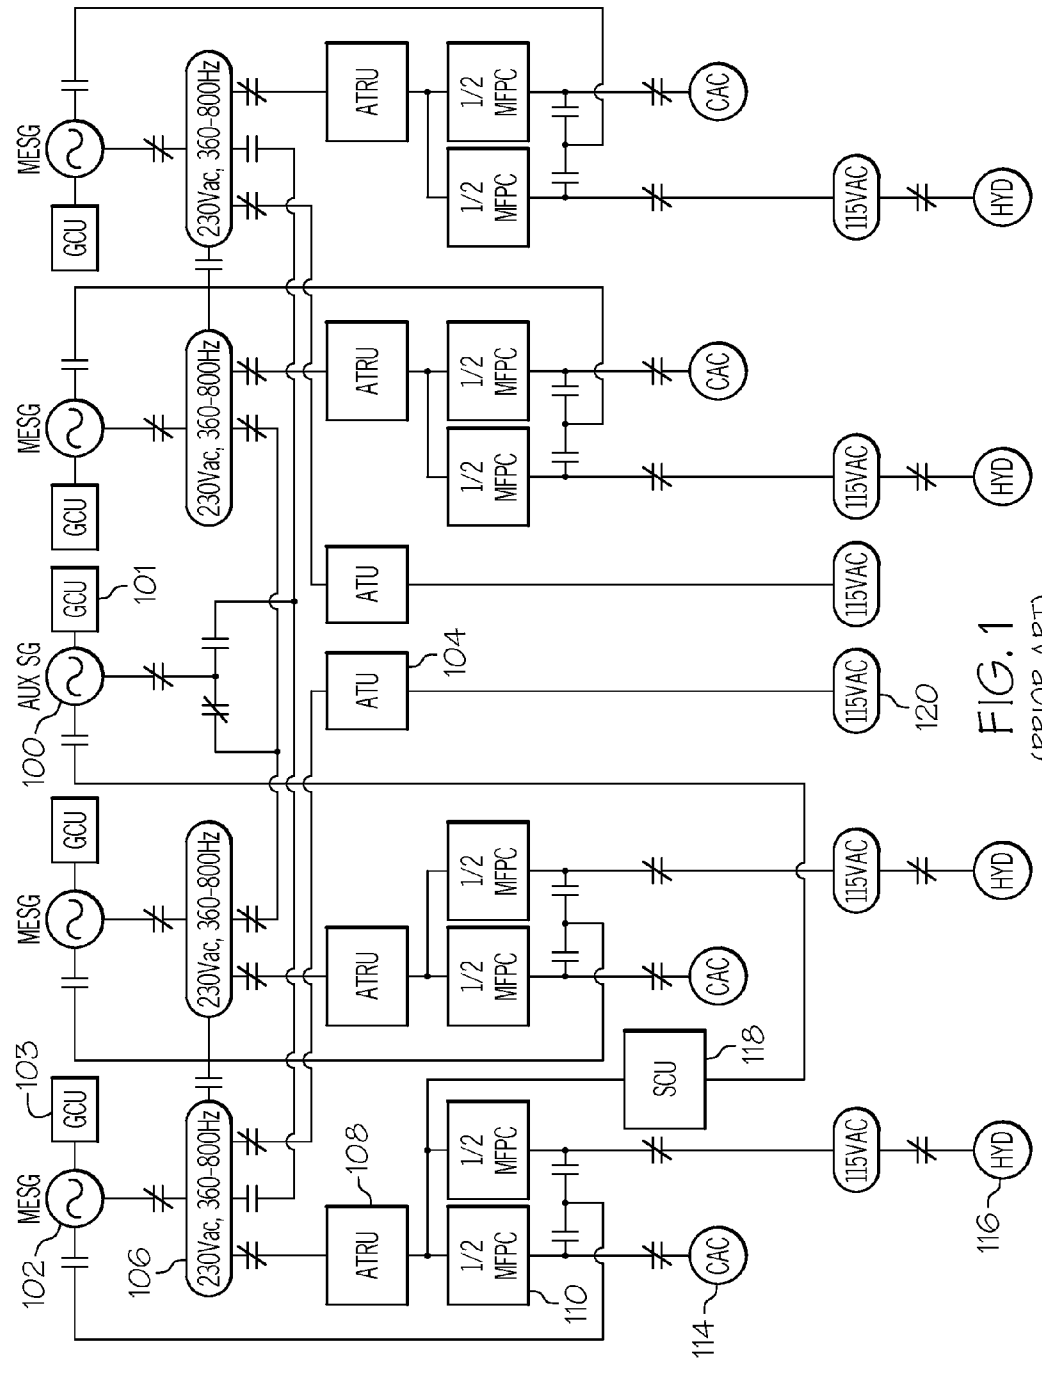 102
MESG
103
GCU
MESG
GCU
100
AUX SG
GCU
101
GCU
MESG
GCU
MESG
106
230Vac, 360-800Hz
230Vac, 360-800Hz
230Vac, 360-800Hz
230Vac, 360-800Hz
ATRU
108
ATRU
ATU
104
ATU
ATRU
ATRU
1/2
MFPC
110
1/2
MFPC
1/2
MFPC
1/2
MFPC
1/2
MFPC
1/2
MFPC
1/2
MFPC
1/2
MFPC
SCU
118
114
CAC
CAC
CAC
CAC
115VAC
115VAC
115VAC
120
115VAC
115VAC
115VAC
116
HYD
HYD
HYD
HYD
FIG. 1
(PRIOR ART)